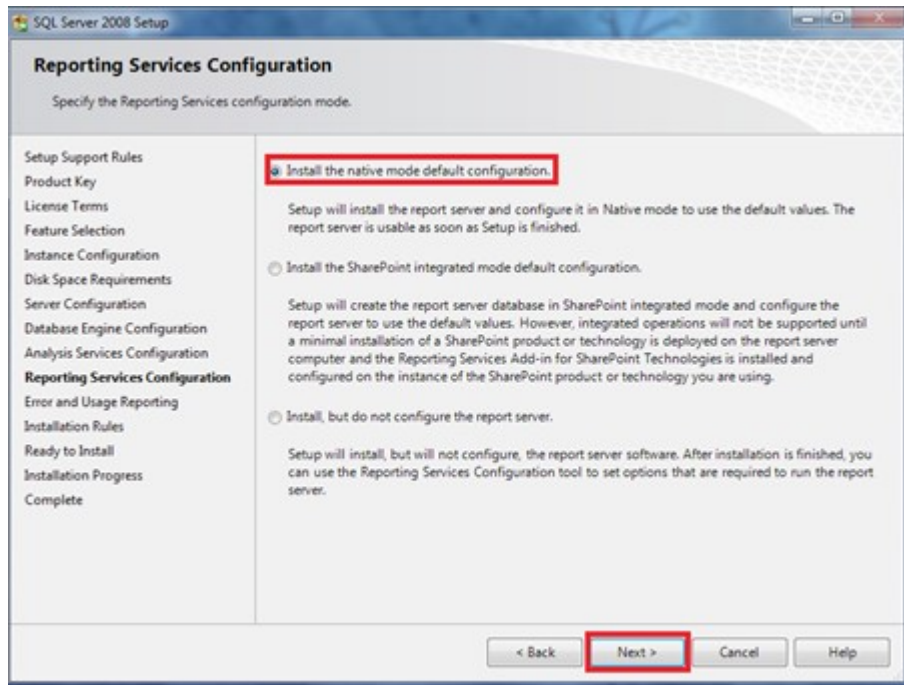 SQL Server 2008 Setup
Reporting Services Configuration
Specify the Reporting Services configuration mode.
Setup Support Rules
Product Key
License Terms
Feature Selection
Instance Configuration
Disk Space Requirements
Server Configuration
Database Engine Configuration
Analysis Services Configuration
Reporting Services Configuration
Error and Usage Reporting
Installation Rules
Ready to Install
Installation Progress
Complete
Install the native mode default configuration.
Setup will install the report server and configure it in Native mode to use the default values. The
report server is usable as soon as Setup is finished.
Install the SharePoint integrated mode default configuration.
Setup will create the report server database in SharePoint integrated mode and configure the
report server to use the default values. However, integrated operations will not be supported until
a minimal installation of a SharePoint product or technology is deployed on the report server
computer and the Reporting Services Add-in for SharePoint Technologies is installed and
configured on the instance of the SharePoint product or technology you are using.
Install, but do not configure the report server.
Setup will install, but will not configure, the report server software. After installation is finished, you
can use the Reporting Services Configuration tool to set options that are required to run the report
server.
< Back Next > Cancel Help